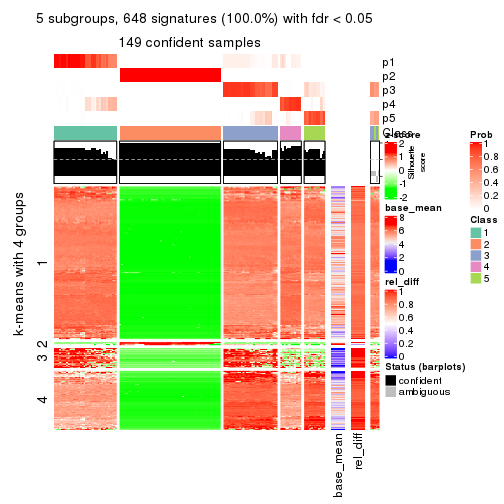 5 subgroups, 648 signatures (100.0%) with fdr < 0.05
149 confident samples
p1
p2
p3
p4
p5
Class
Silhouette
score
k-means with 4 groups
1
2
3
4
base_mean
rel_diff
z-score
2
1
0
-1
-2
base_mean
8
6
4
2
0
rel_diff
1
0.8
0.6
0.4
0.2
0
Status (barplots)
confident
ambiguous
Prob
1
0.8
0.6
0.4
0.2
0
Class
1
2
3
4
5